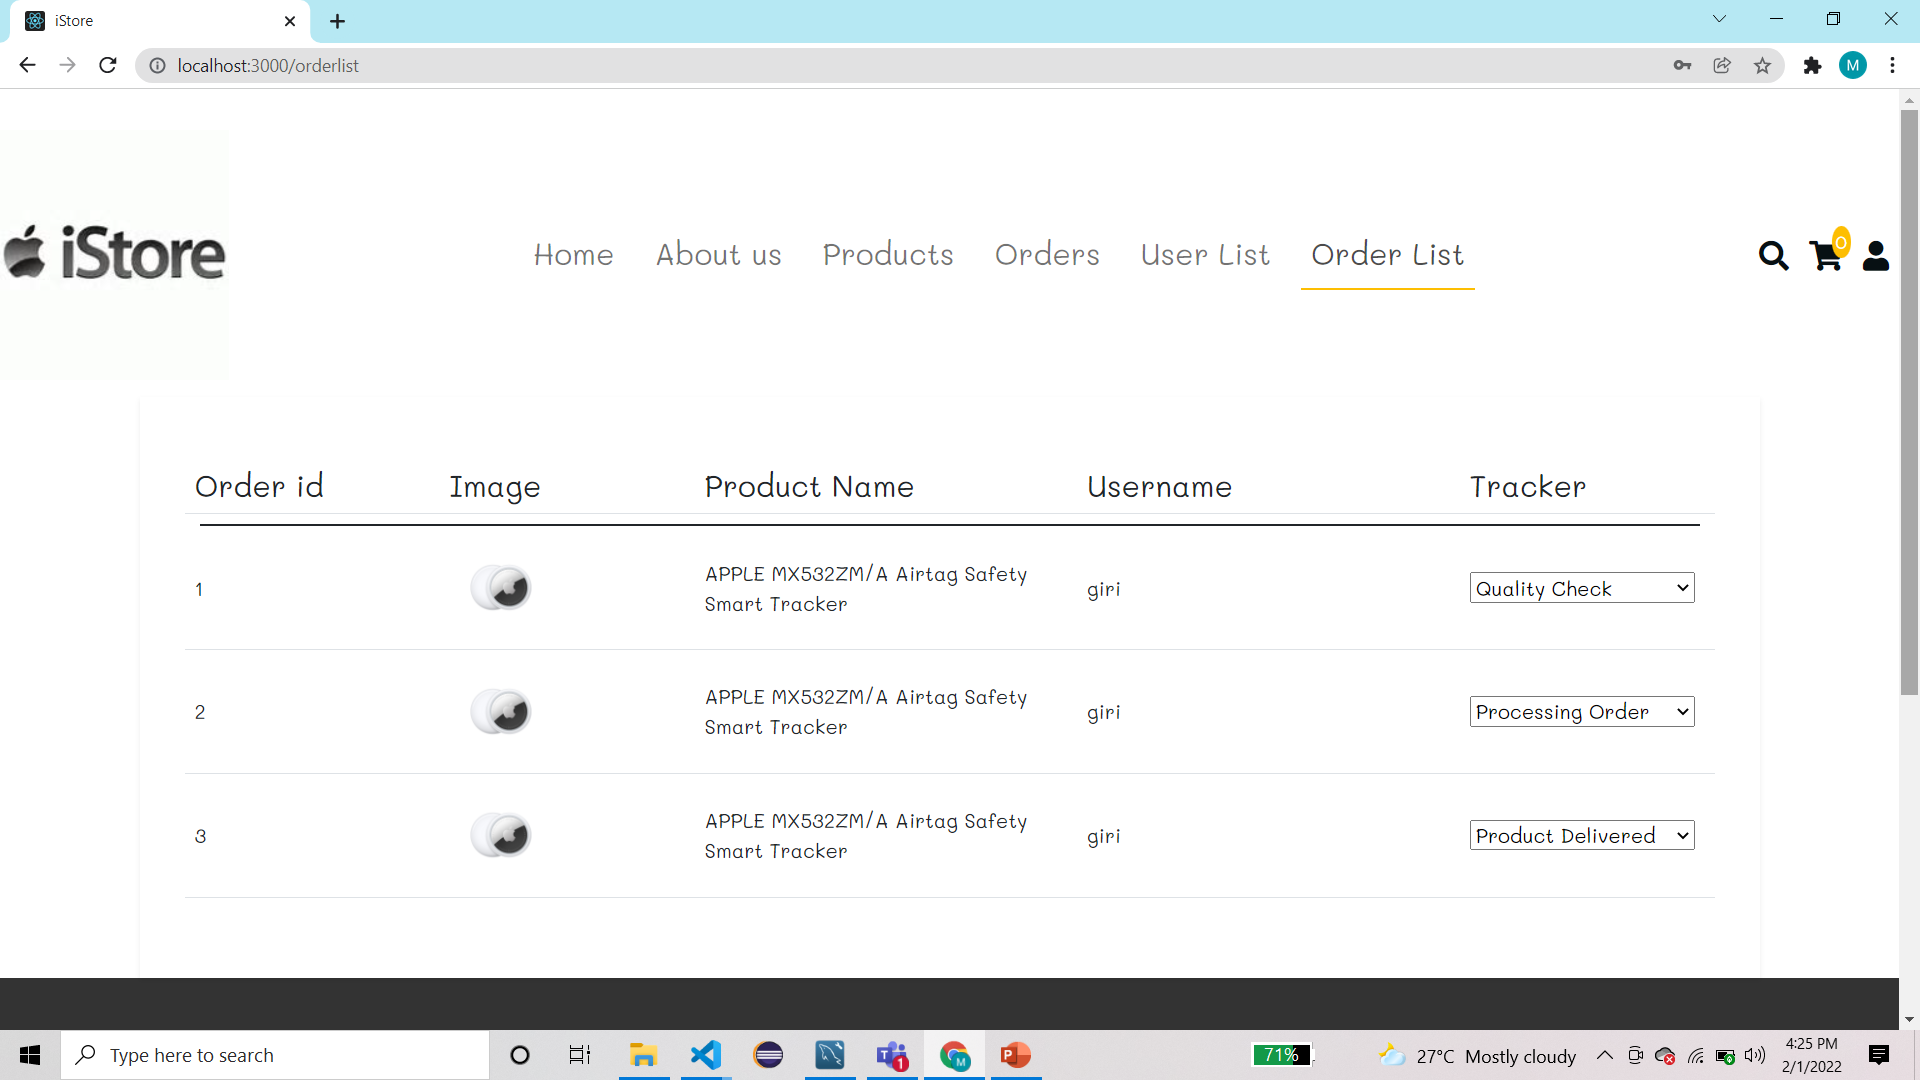 iStore
localhost:3000/orderlist
M
iStore
Home About us Products Orders User List Order List
0
Order id Image Product Name Username Tracker
1 APPLE MX532ZM/A Airtag Safety Smart Tracker giri Quality Check
2 APPLE MX532ZM/A Airtag Safety Smart Tracker giri Processing Order
3 APPLE MX532ZM/A Airtag Safety Smart Tracker giri Product Delivered
Type here to search
1
M
71%
27°C Mostly cloudy
4:25 PM
2/1/2022